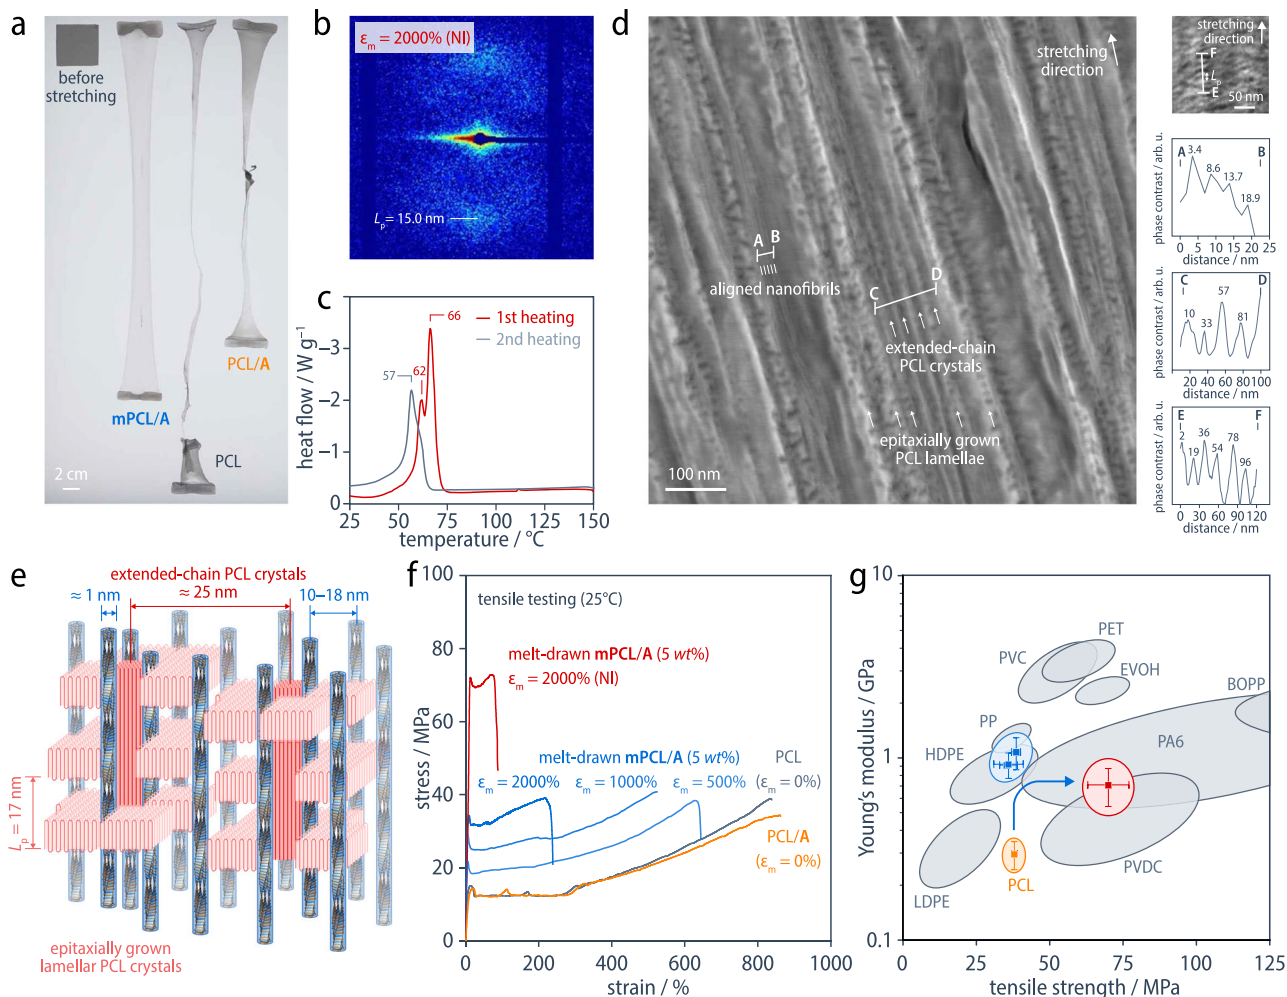 a
before
stretching
mPCL/A
PCL
PCL/A
2 cm
b
εm = 2000% (NI)
Lp = 15.0 nm
c
66
1st heating
2nd heating
62
57
heat flow / W g–1
–3
–2
–1
0
25
50
75
100
125
150
temperature / °C
d
stretching
direction
A
B
aligned nanofibrils
C
D
extended-chain
PCL crystals
epitaxially grown
PCL lamellae
100 nm
stretching
direction
F
Lp
E
50 nm
phase contrast / arb. u.
A
B
3.4
8.6
13.7
18.9
0
5
10
15
20
25
distance / nm
phase contrast / arb. u.
C
D
10
33
57
81
20
40
60
80
100
distance / nm
phase contrast / arb. u.
E
F
2
19
36
54
78
96
0
30
60
90
120
distance / nm
e
extended-chain PCL crystals
≈ 1 nm
≈ 25 nm
10–18 nm
Lp = 17 nm
epitaxially grown
lamellar PCL crystals
f
tensile testing (25°C)
melt-drawn mPCL/A (5 wt%)
εm = 2000% (NI)
melt-drawn mPCL/A (5 wt%)
εm = 2000%
εm = 1000%
εm = 500%
PCL
(εm = 0%)
PCL/A
(εm = 0%)
stress / MPa
100
80
60
40
20
0
0
200
400
600
800
1000
strain / %
g
Young's modulus / GPa
10
1
0.1
PET
PVC
EVOH
BOPP
PP
HDPE
PA6
PVDC
PCL
LDPE
0
25
50
75
100
125
tensile strength / MPa